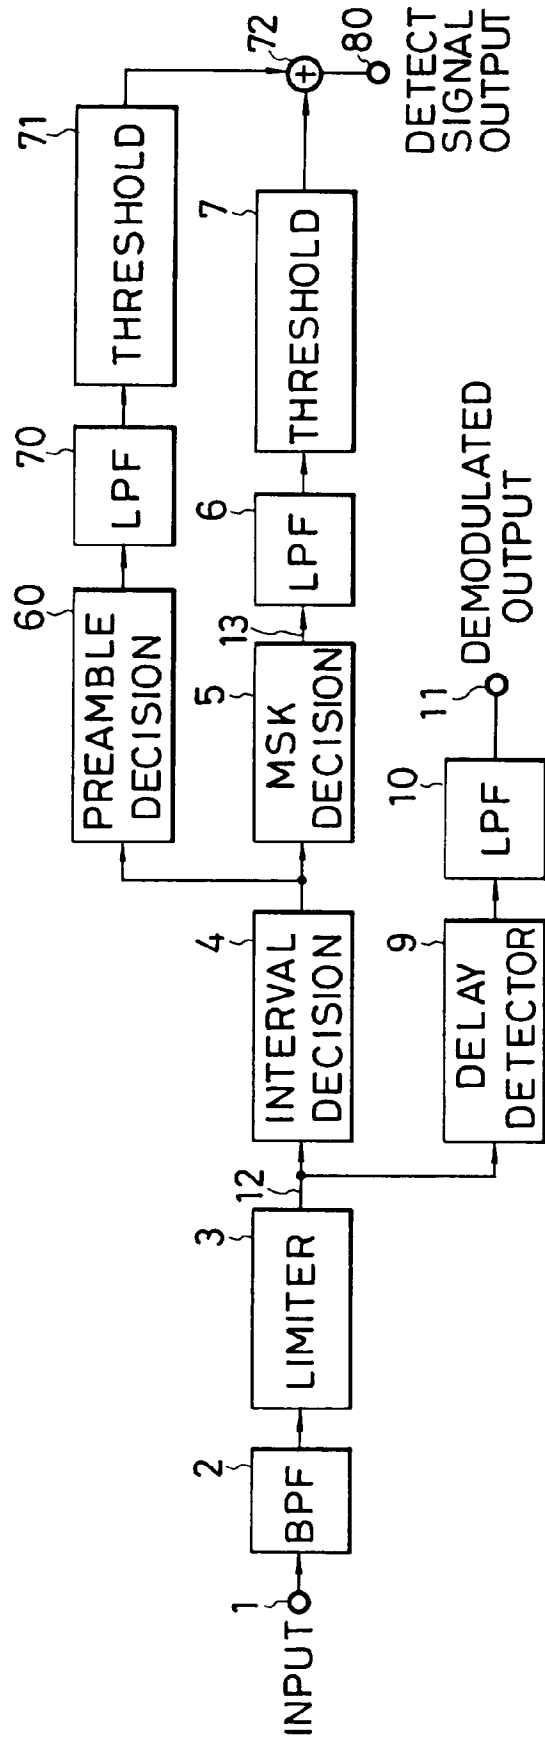 INPUT
1
BPF
2
LIMITER
3
12
INTERVAL
DECISION
4
PREAMBLE
DECISION
60
LPF
70
THRESHOLD
71
72
+
80
DETECT
SIGNAL
OUTPUT
MSK
DECISION
5
13
LPF
6
THRESHOLD
7
DELAY
DETECTOR
9
LPF
10
11
DEMODULATED
OUTPUT